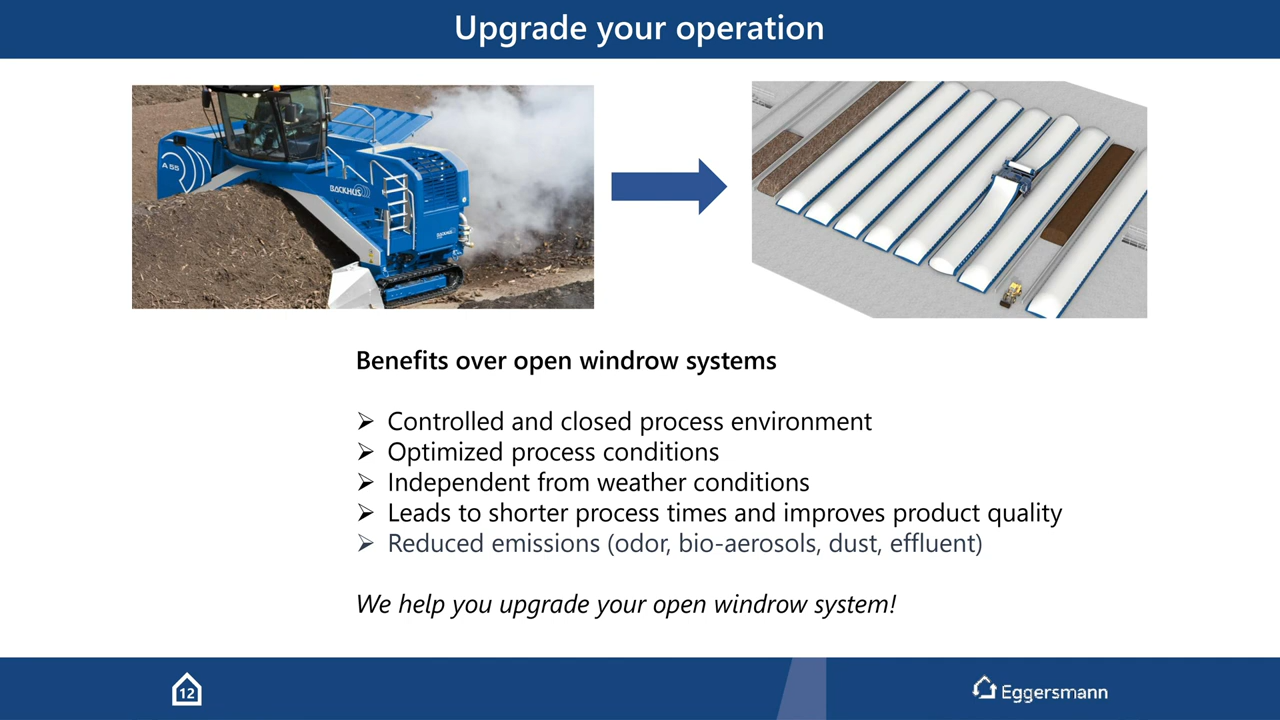 Upgrade your operation
A 55
BACKHUS
Benefits over open windrow systems
Controlled and closed process environment
Optimized process conditions
Independent from weather conditions
Leads to shorter process times and improves product quality
Reduced emissions (odor, bio-aerosols, dust, effluent)
We help you upgrade your open windrow system!
12
Eggersmann